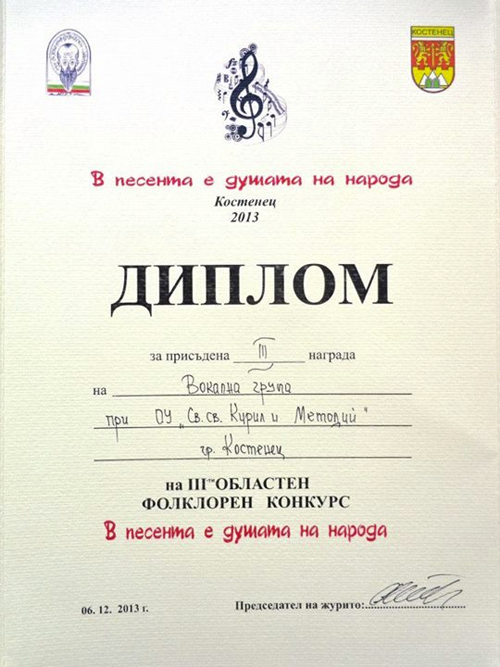 КОСТЕНЕЦ
В песента е душата на народа
Костенец
2013
ДИПЛОМ
за присъдена III награда
на Вокална група
при ОУ „Св. св. Кирил и Методий"
гр. Костенец
на III-ти ОБЛАСТЕН
ФОЛКЛОРЕН КОНКУРС
В песента е душата на народа
06. 12. 2013 г.
Председател на журито: